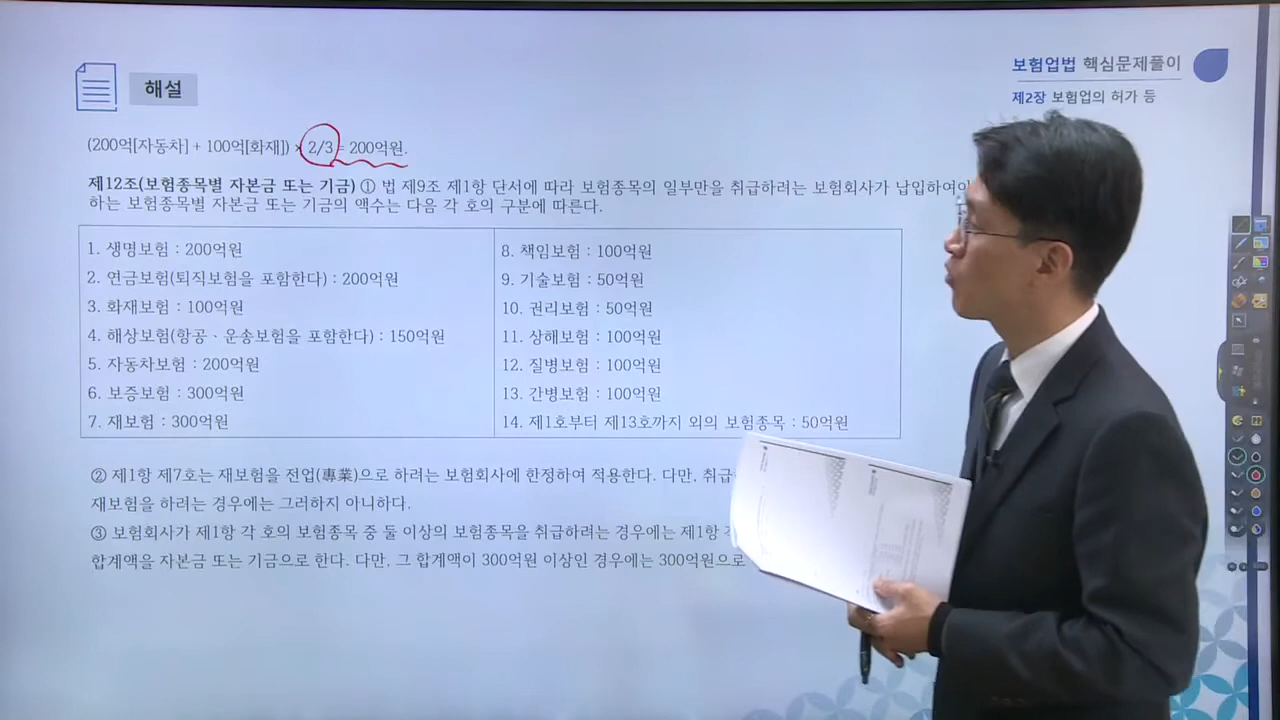 보험업법 핵심문제풀이
제2장 보험업의 허가 등
해설
(200억[자동차] + 100억[화재]) × 2/3 = 200억원.
제12조(보험종목별 자본금 또는 기금) ① 법 제9조 제1항 단서에 따라 보험종목의 일부만을 취급하려는 보험회사가
하는 보험종목별 자본금 또는 기금의 액수는 다음 각 호의 구분에 따른다.
1. 생명보험 : 200억원
2. 연금보험(퇴직보험을 포함한다) : 200억원
3. 화재보험 : 100억원
4. 해상보험(항공ㆍ운송보험을 포함한다) : 150억원
5. 자동차보험 : 200억원
6. 보증보험 : 300억원
7. 재보험 : 300억원
8. 책임보험 : 100억원
9. 기술보험 : 50억원
10. 권리보험 : 50억원
11. 상해보험 : 100억원
12. 질병보험 : 100억원
13. 간병보험 : 100억원
14. 제1호부터 제13호까지 외의 보험종목 : 50억원
② 제1항 제7호는 재보험을 전업(專業)으로 하려는 보험회사에 한정하여 적용한다. 다만, 취급
재보험을 하려는 경우에는 그러하지 아니하다.
③ 보험회사가 제1항 각 호의 보험종목 중 둘 이상의 보험종목을 취급하려는 경우에는 제1항
합계액을 자본금 또는 기금으로 한다. 다만, 그 합계액이 300억원 이상인 경우에는 300억원으로